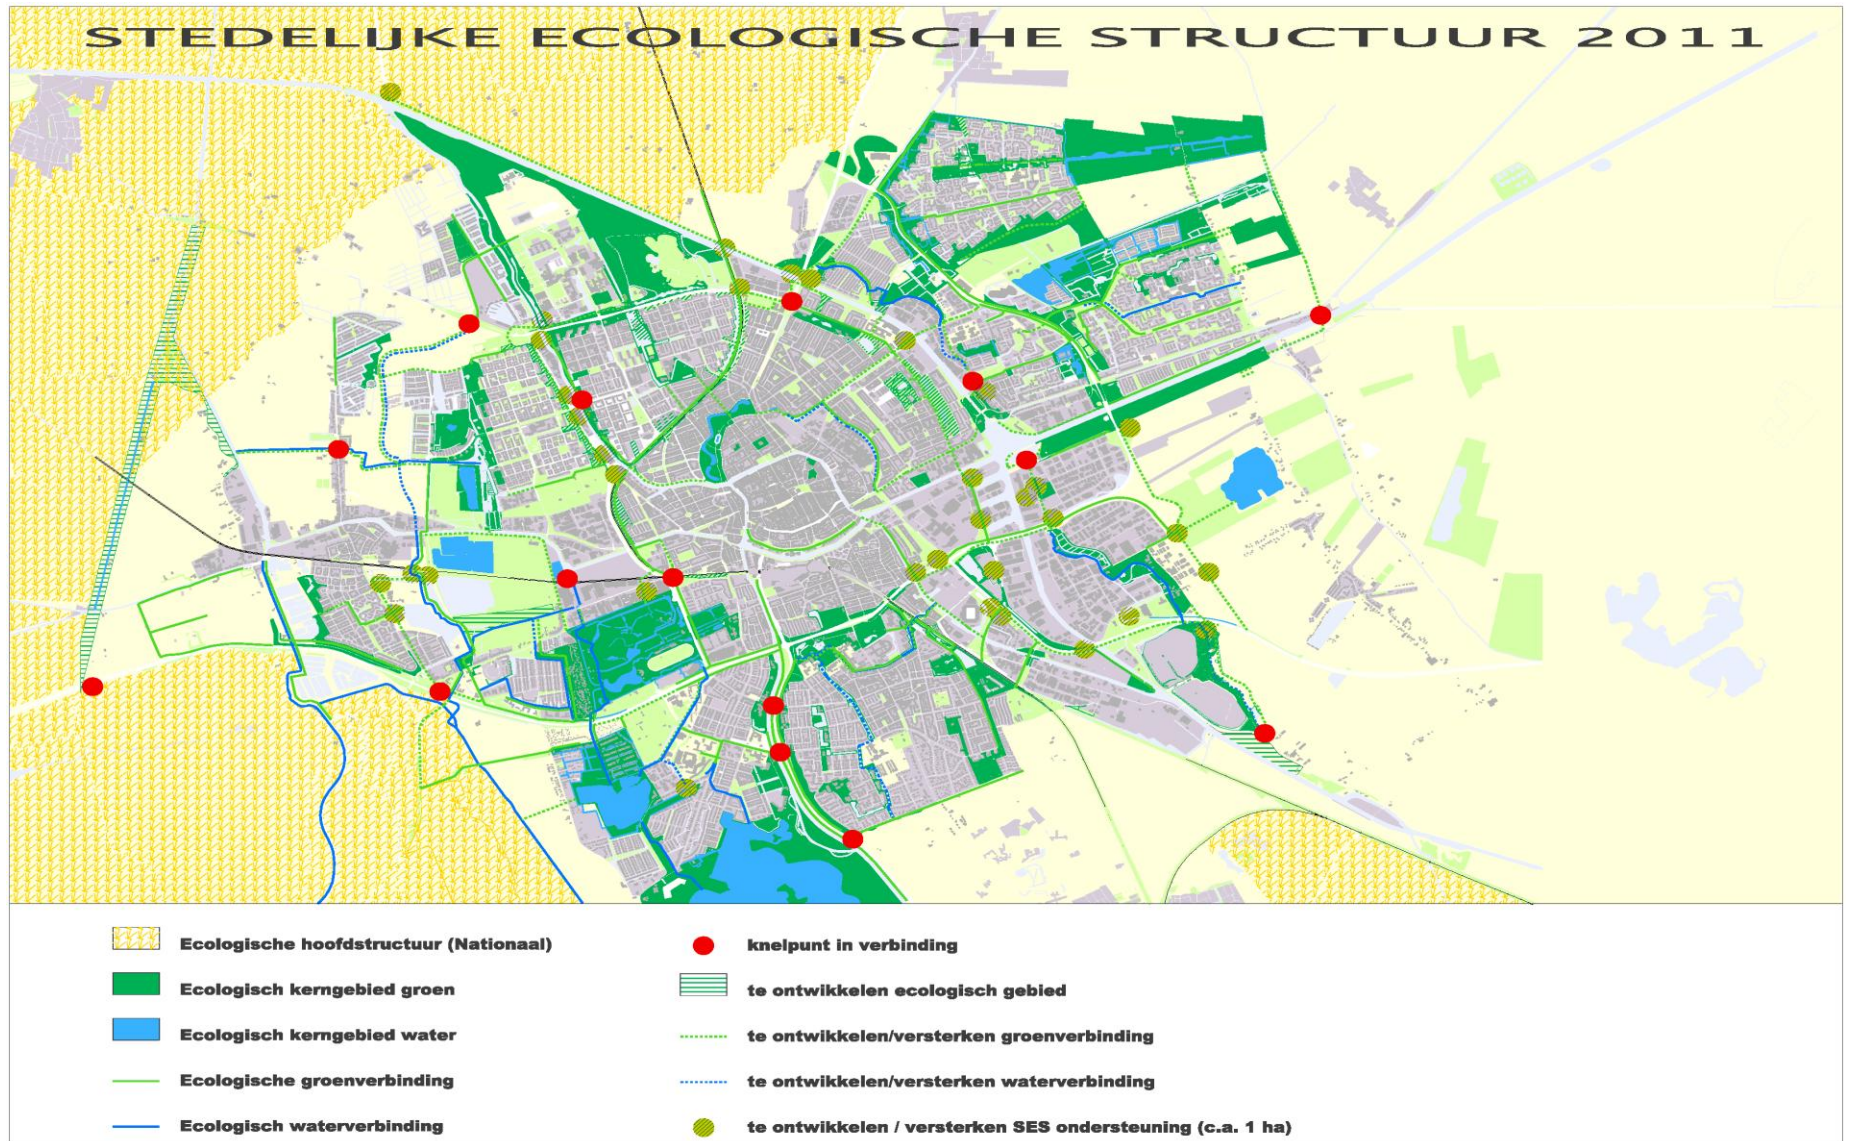 STEDELIJKE ECOLOGISCHE STRUCTUUR 2011
Ecologische hoofdstructuur (Nationaal)
Ecologisch kerngebied groen
Ecologisch kerngebied water
Ecologische groenverbinding
Ecologisch waterverbinding
knelpunt in verbinding
te ontwikkelen ecologisch gebied
te ontwikkelen/versterken groenverbinding
te ontwikkelen/versterken waterverbinding
te ontwikkelen / versterken SES ondersteuning (c.a. 1 ha)